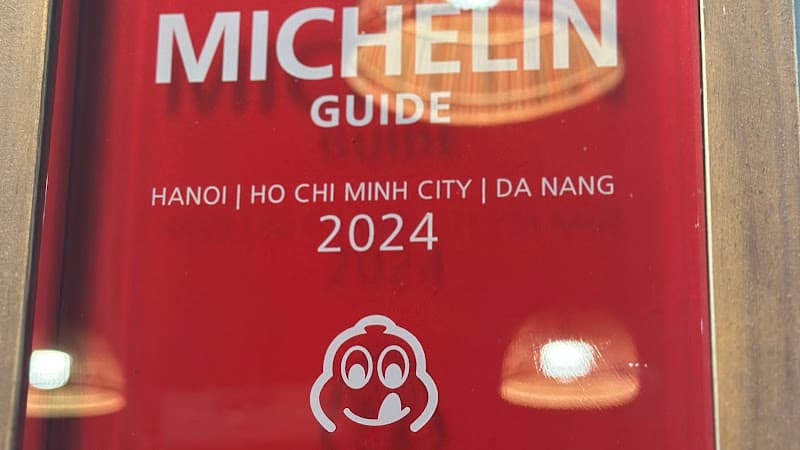 MICHELIN
GUIDE
HANOI | HO CHI MINH CITY | DA NANG
2024